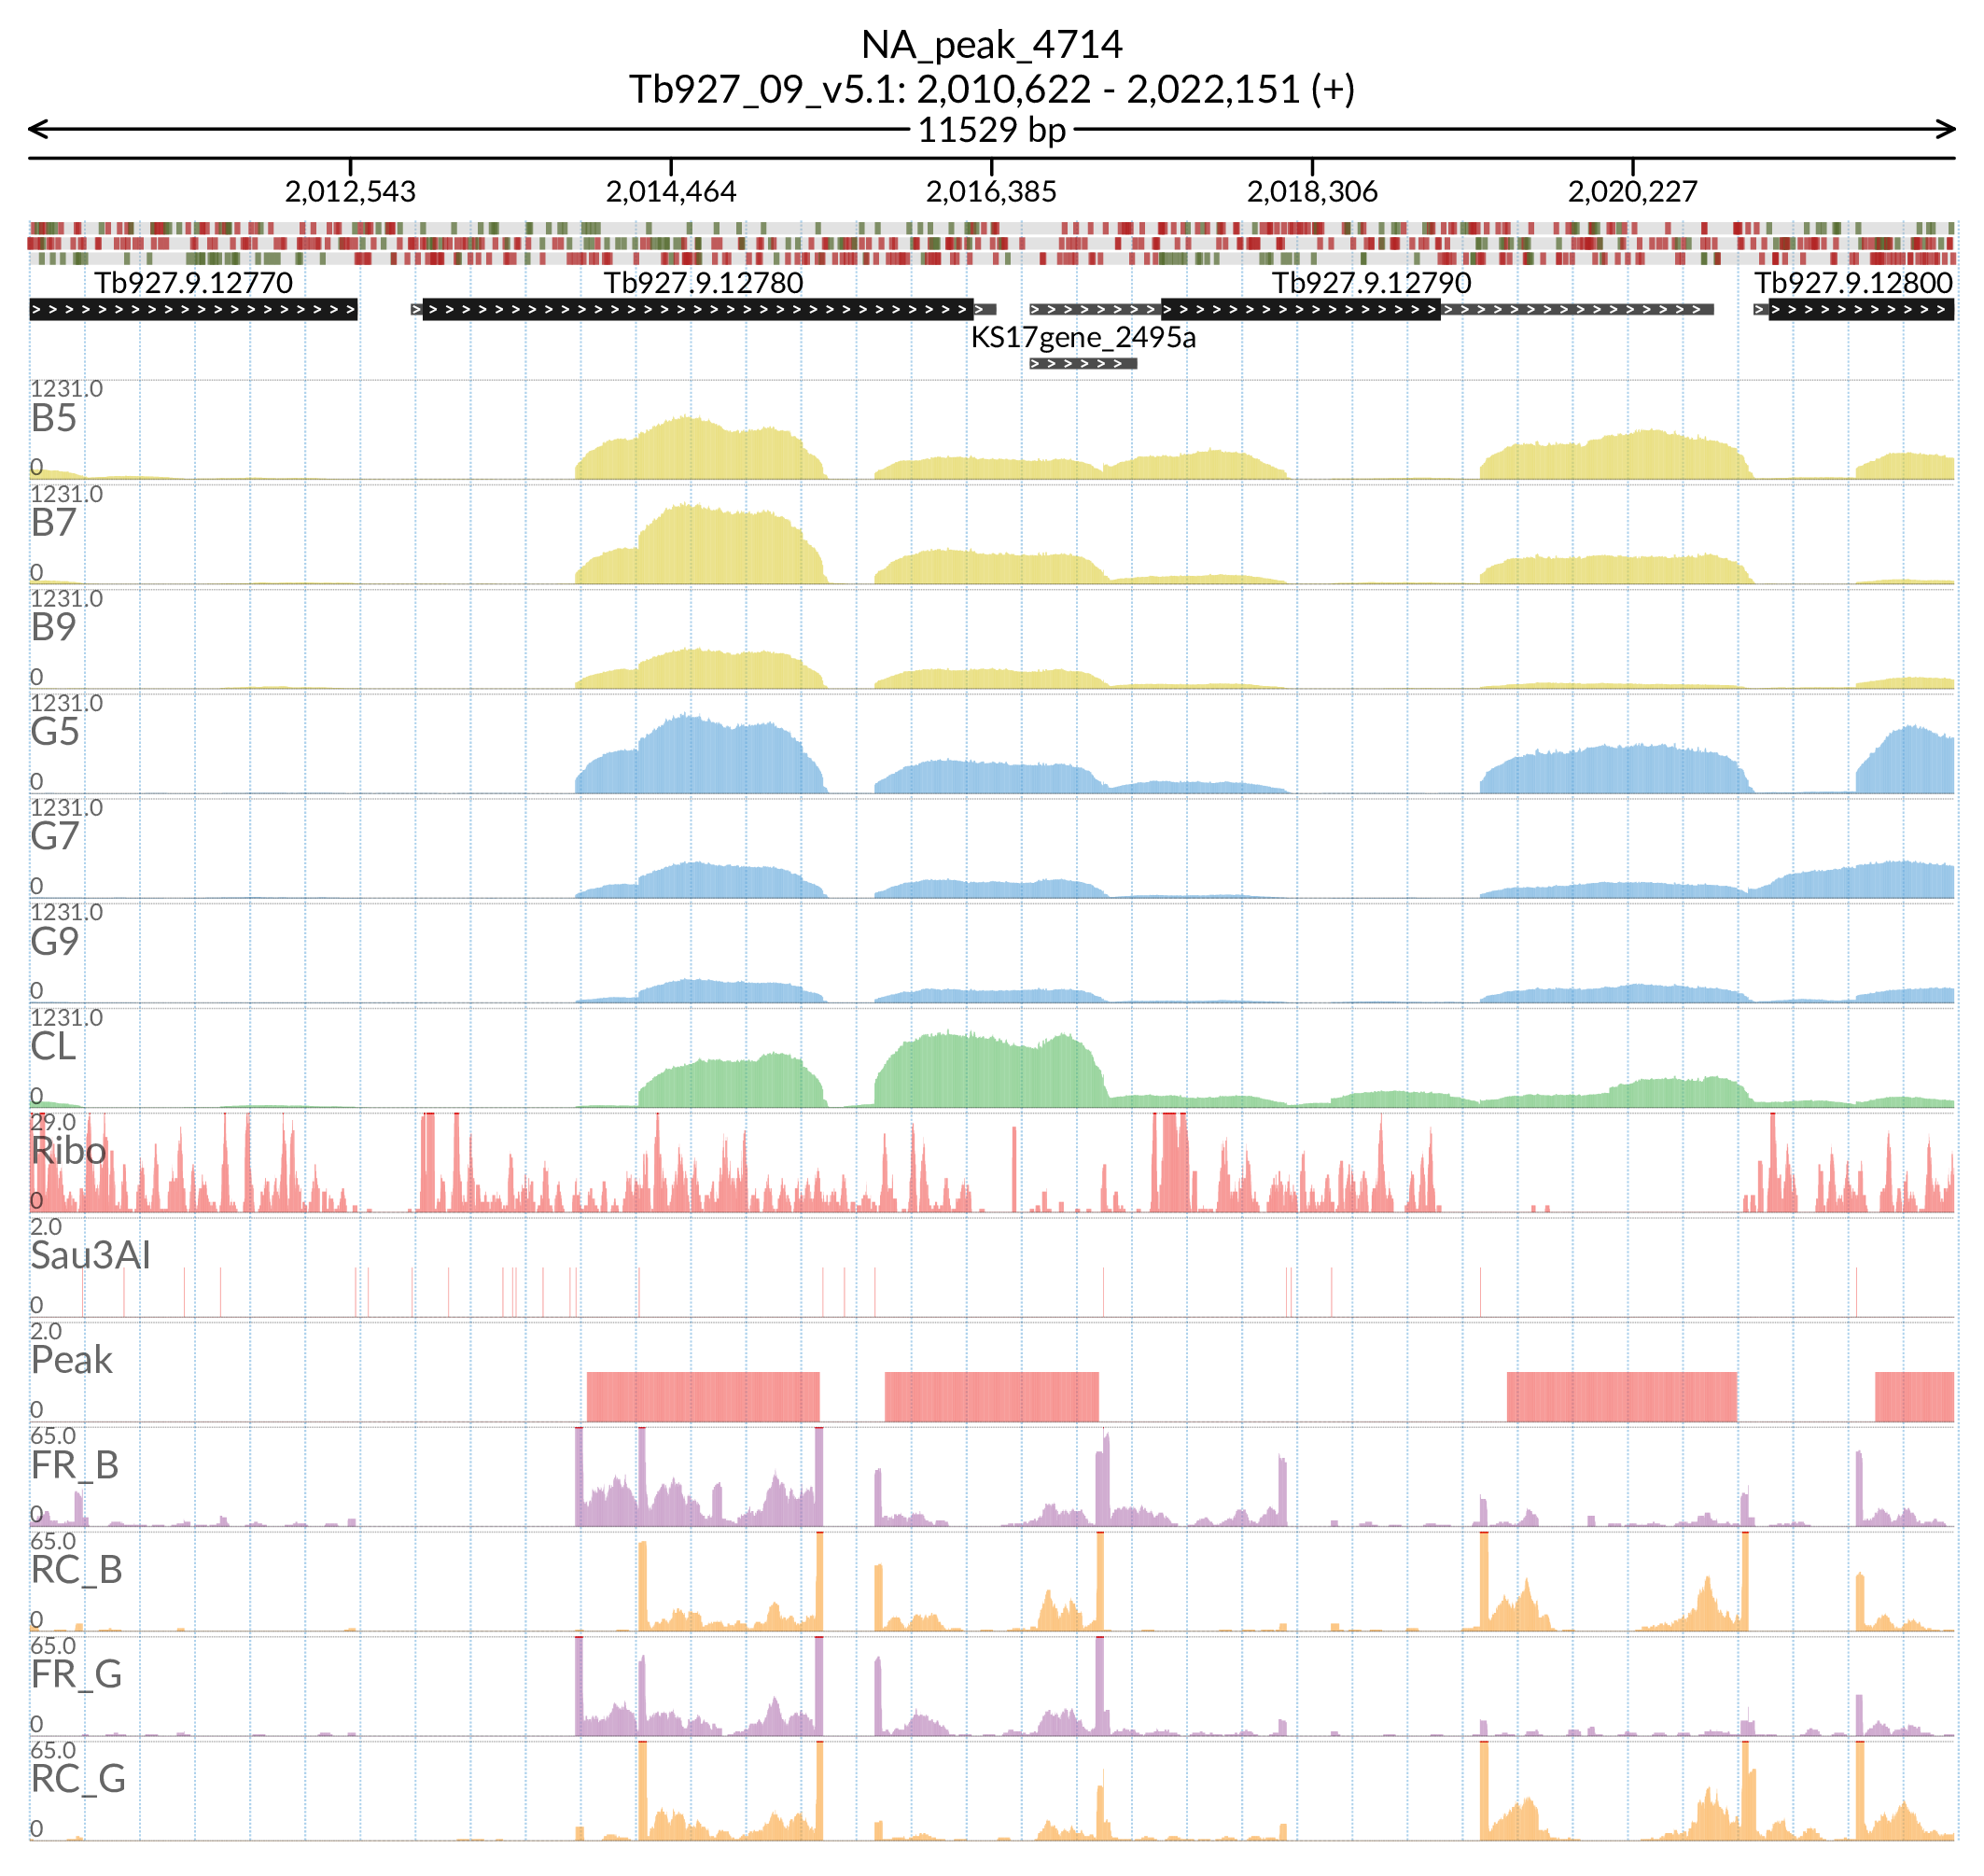 NA_peak_4714
Tb927_09_v5.1: 2,010,622 - 2,022,151 (+)
11529 bp
2,012,543 2,014,464 2,016,385 2,018,306 2,020,227
Tb927.9.12770 Tb927.9.12780 Tb927.9.12790 Tb927.9.12800
KS17gene_2495a
1231.0
B5
0
1231.0
B7
0
1231.0
B9
0
1231.0
G5
0
1231.0
G7
0
1231.0
G9
0
1231.0
CL
0
29.0
Ribo
0
2.0
Sau3AI
0
2.0
Peak
0
65.0
FR_B
0
65.0
RC_B
0
65.0
FR_G
0
65.0
RC_G
0